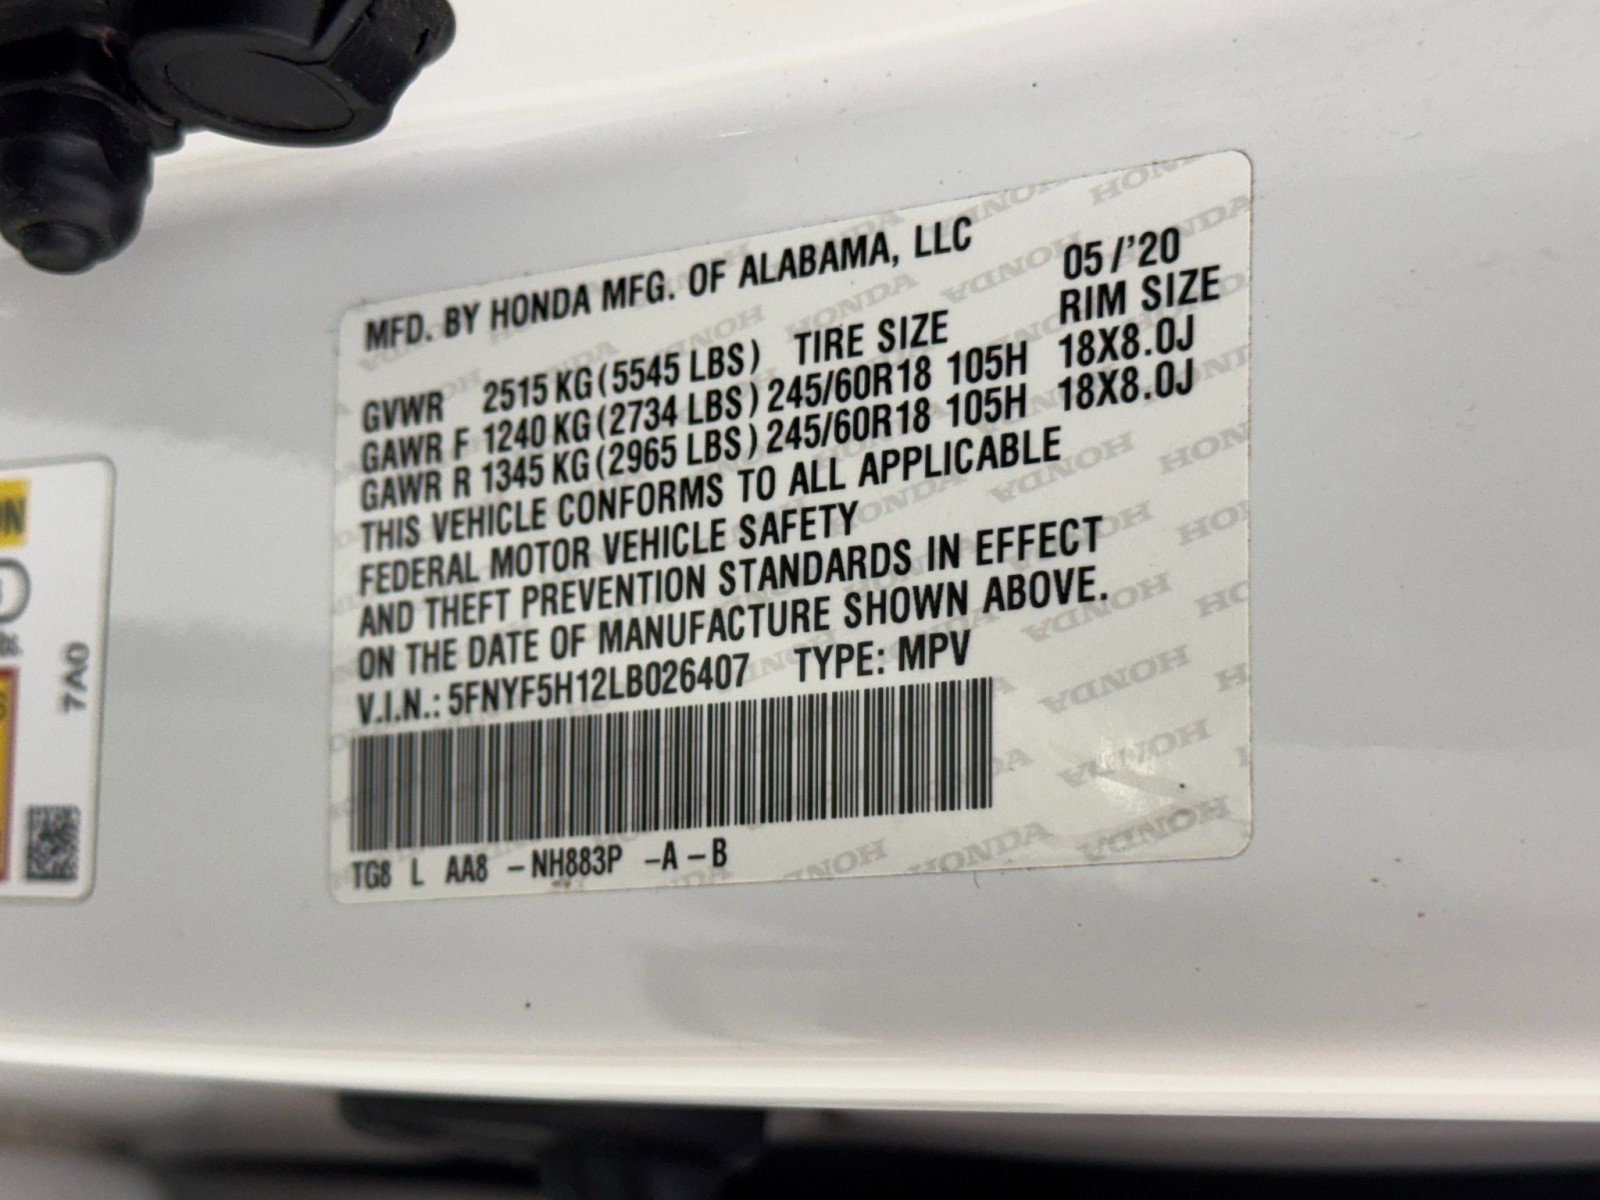 MFD. BY HONDA MFG. OF ALABAMA, LLC 05/'20
GVWR 2515 KG (5545 LBS) TIRE SIZE RIM SIZE
GAWR F 1240 KG (2734 LBS) 245/60R18 105H 18X8.0J
GAWR R 1345 KG (2965 LBS) 245/60R18 105H 18X8.0J
THIS VEHICLE CONFORMS TO ALL APPLICABLE
FEDERAL MOTOR VEHICLE SAFETY
AND THEFT PREVENTION STANDARDS IN EFFECT
ON THE DATE OF MANUFACTURE SHOWN ABOVE.
V.I.N.: 5FNYF5H12LB026407 TYPE: MPV
TG8 L AA8 -NH883P -A -B
7A0